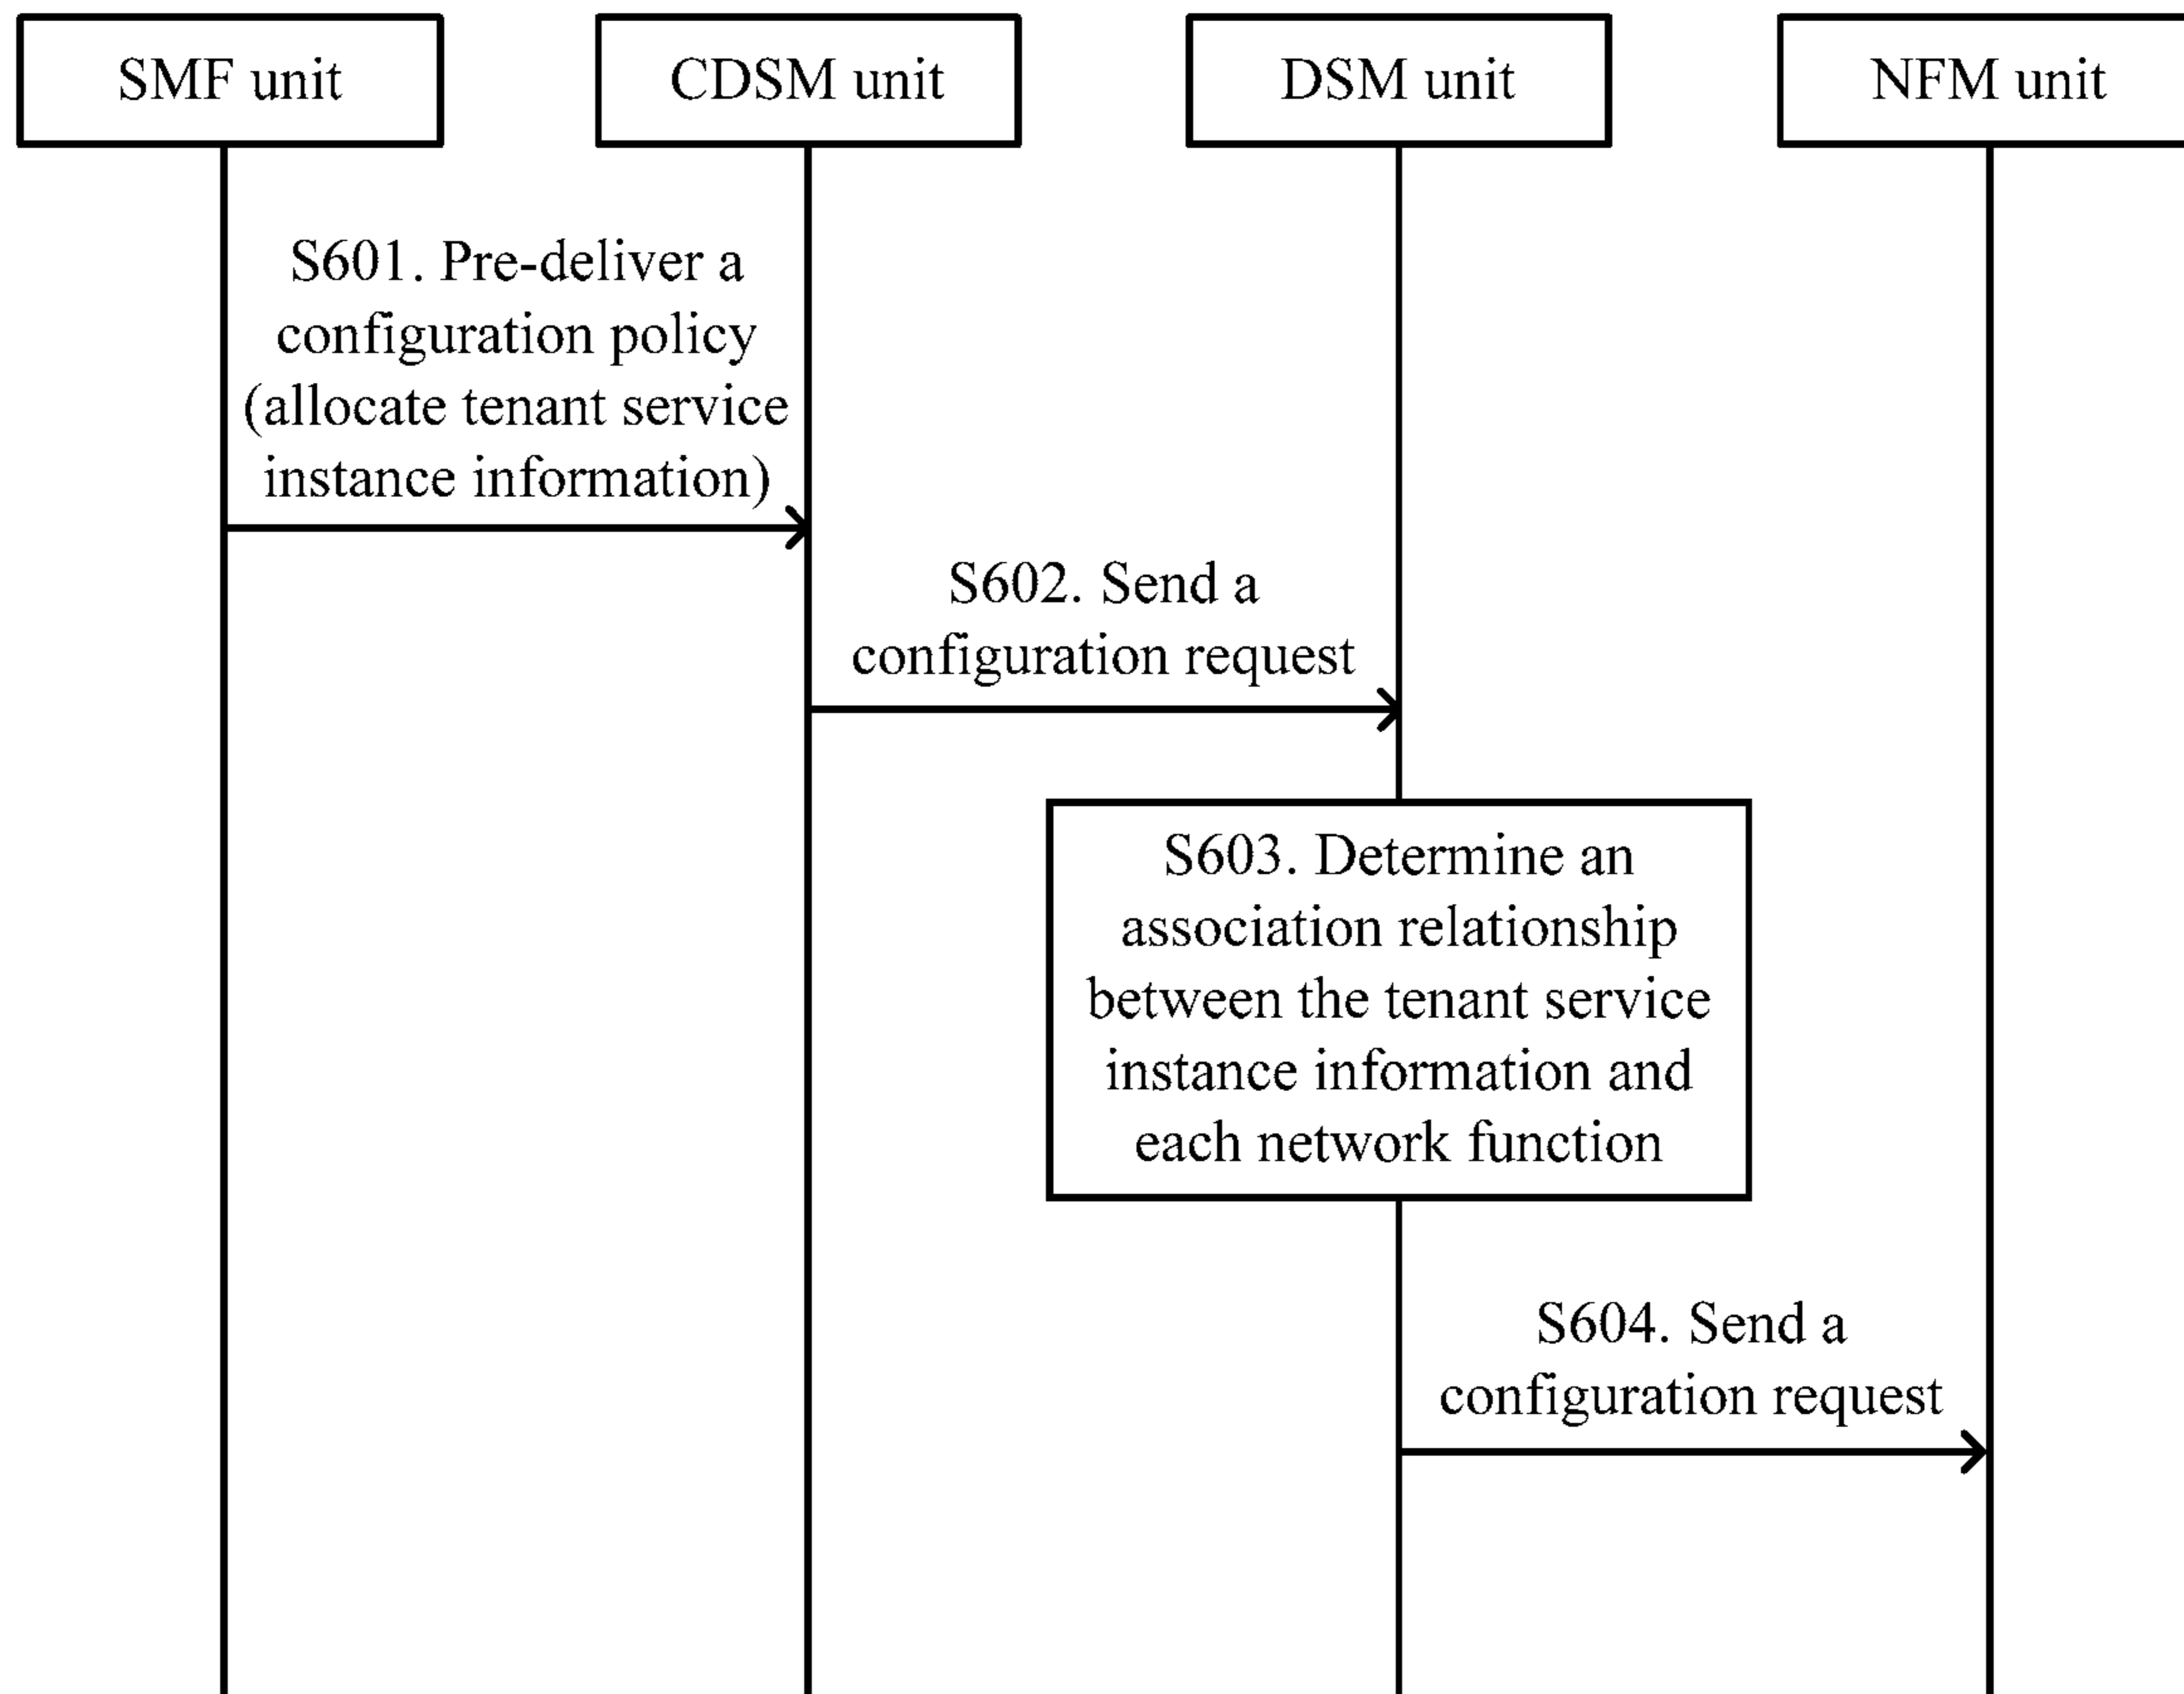 SMF unit
CDSM unit
DSM unit
NFM unit
S601. Pre-deliver a
configuration policy
(allocate tenant service
instance information)
S602. Send a
configuration request
S603. Determine an
association relationship
between the tenant service
instance information and
each network function
S604. Send a
configuration request